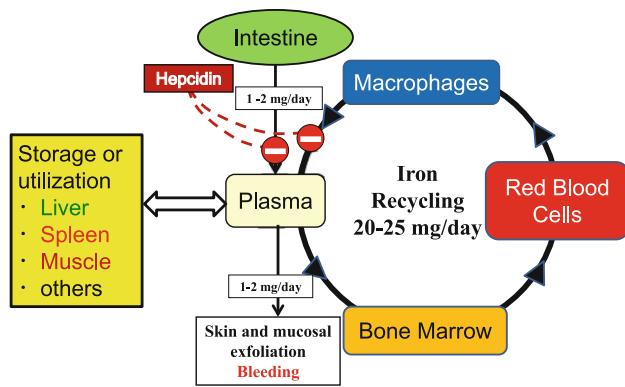 Intestine
Hepcidin
1-2 mg/day
Macrophages
Storage or
utilization
· Liver
· Spleen
· Muscle
· others
Plasma
Iron
Recycling
20-25 mg/day
Red Blood
Cells
1-2 mg/day
Bone Marrow
Skin and mucosal
exfoliation
Bleeding